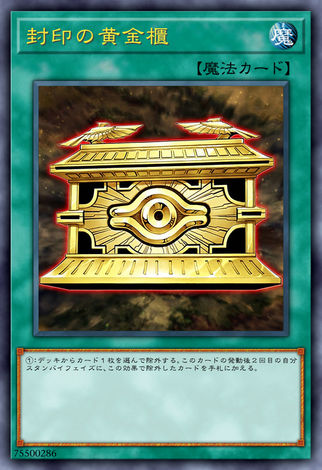 封印の黄金櫃
魔
【魔法カード】
①:デッキからカード1枚を選んで除外する。このカードの発動後2回目の自分
スタンバイフェイズに、この効果で除外したカードを手札に加える。
75500286